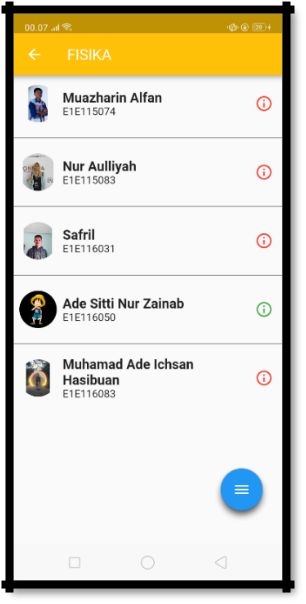 00.07
26
FISIKA
Muazharin Alfan
E1E115074
Nur Aulliyah
E1E115083
Safril
E1E116031
Ade Sitti Nur Zainab
E1E116050
Muhamad Ade Ichsan
Hasibuan
E1E116083